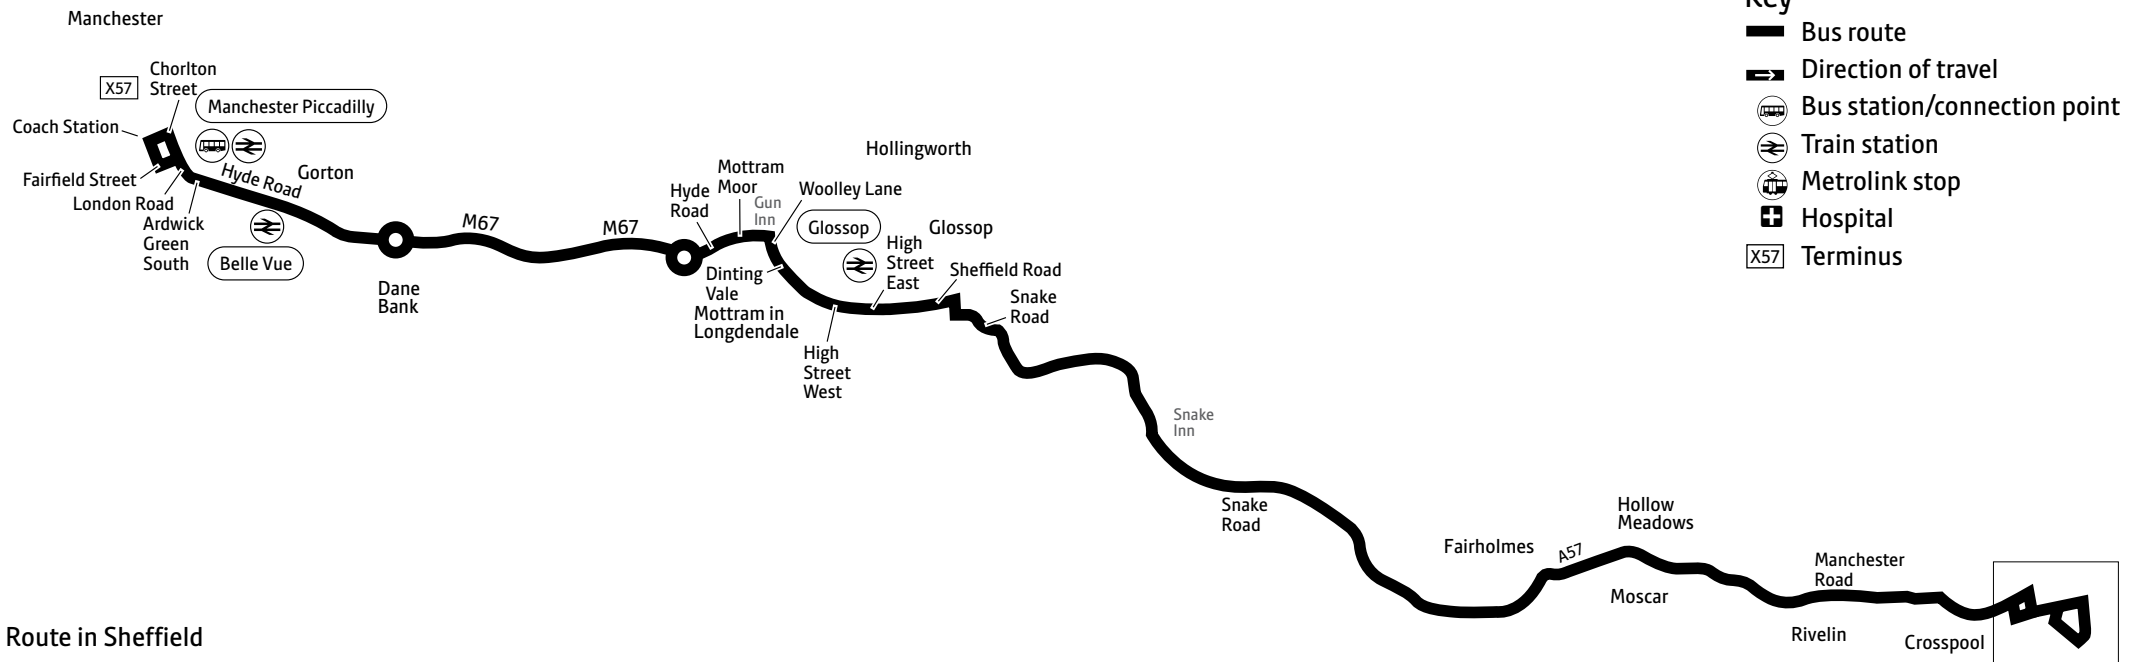 Manchester
X57
Chorlton
Street
Manchester Piccadilly
Coach Station
Fairfield Street
London Road
Hyde Road
Gorton
Ardwick
Green
South
Belle Vue
M67
Dane
Bank
M67
Hyde
Road
Mottram
Moor
Gun
Inn
Woolley Lane
Hollingworth
Glossop
Glossop
Dinting
Vale
Mottram in
Longdendale
High
Street
West
High
Street
East
Sheffield Road
Snake
Road
Snake
Inn
Snake
Road
Fairholmes
A57
Hollow
Meadows
Moscar
Manchester
Road
Rivelin
Crosspool
Key
Bus route
Direction of travel
Bus station/connection point
Train station
Metrolink stop
Hospital
X57 Terminus
Route in Sheffield